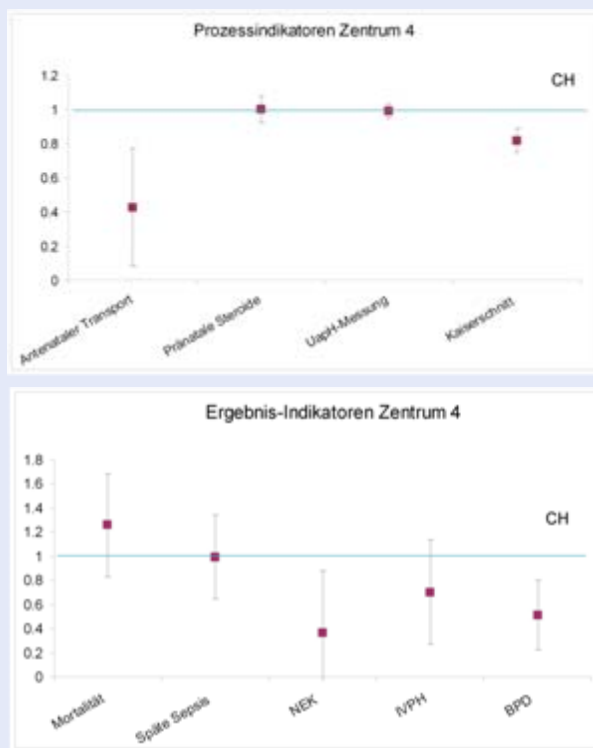 Prozessindikatoren Zentrum 4
CH
1.2
1
0.8
0.6
0.4
0.2
0
Antenataler Transport
Pränatale Steroide
UapH-Messung
Kaiserschnitt
Ergebnis-Indikatoren Zentrum 4
CH
1.8
1.6
1.4
1.2
1
0.8
0.6
0.4
0.2
0
Mortalität
Späte Sepsis
NEK
IVPH
BPD